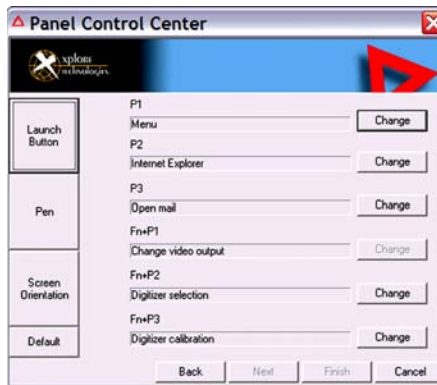 Panel Control Center
xplore
technologies.
Launch
Button
Pen
Screen
Orientation
Default
P1
Menu
Change
P2
Internet Explorer
Change
P3
Open mail
Change
Fn+P1
Change video output
Change
Fn+P2
Digitizer selection
Change
Fn+P3
Digitizer calibration
Change
Back
Next
Finish
Cancel